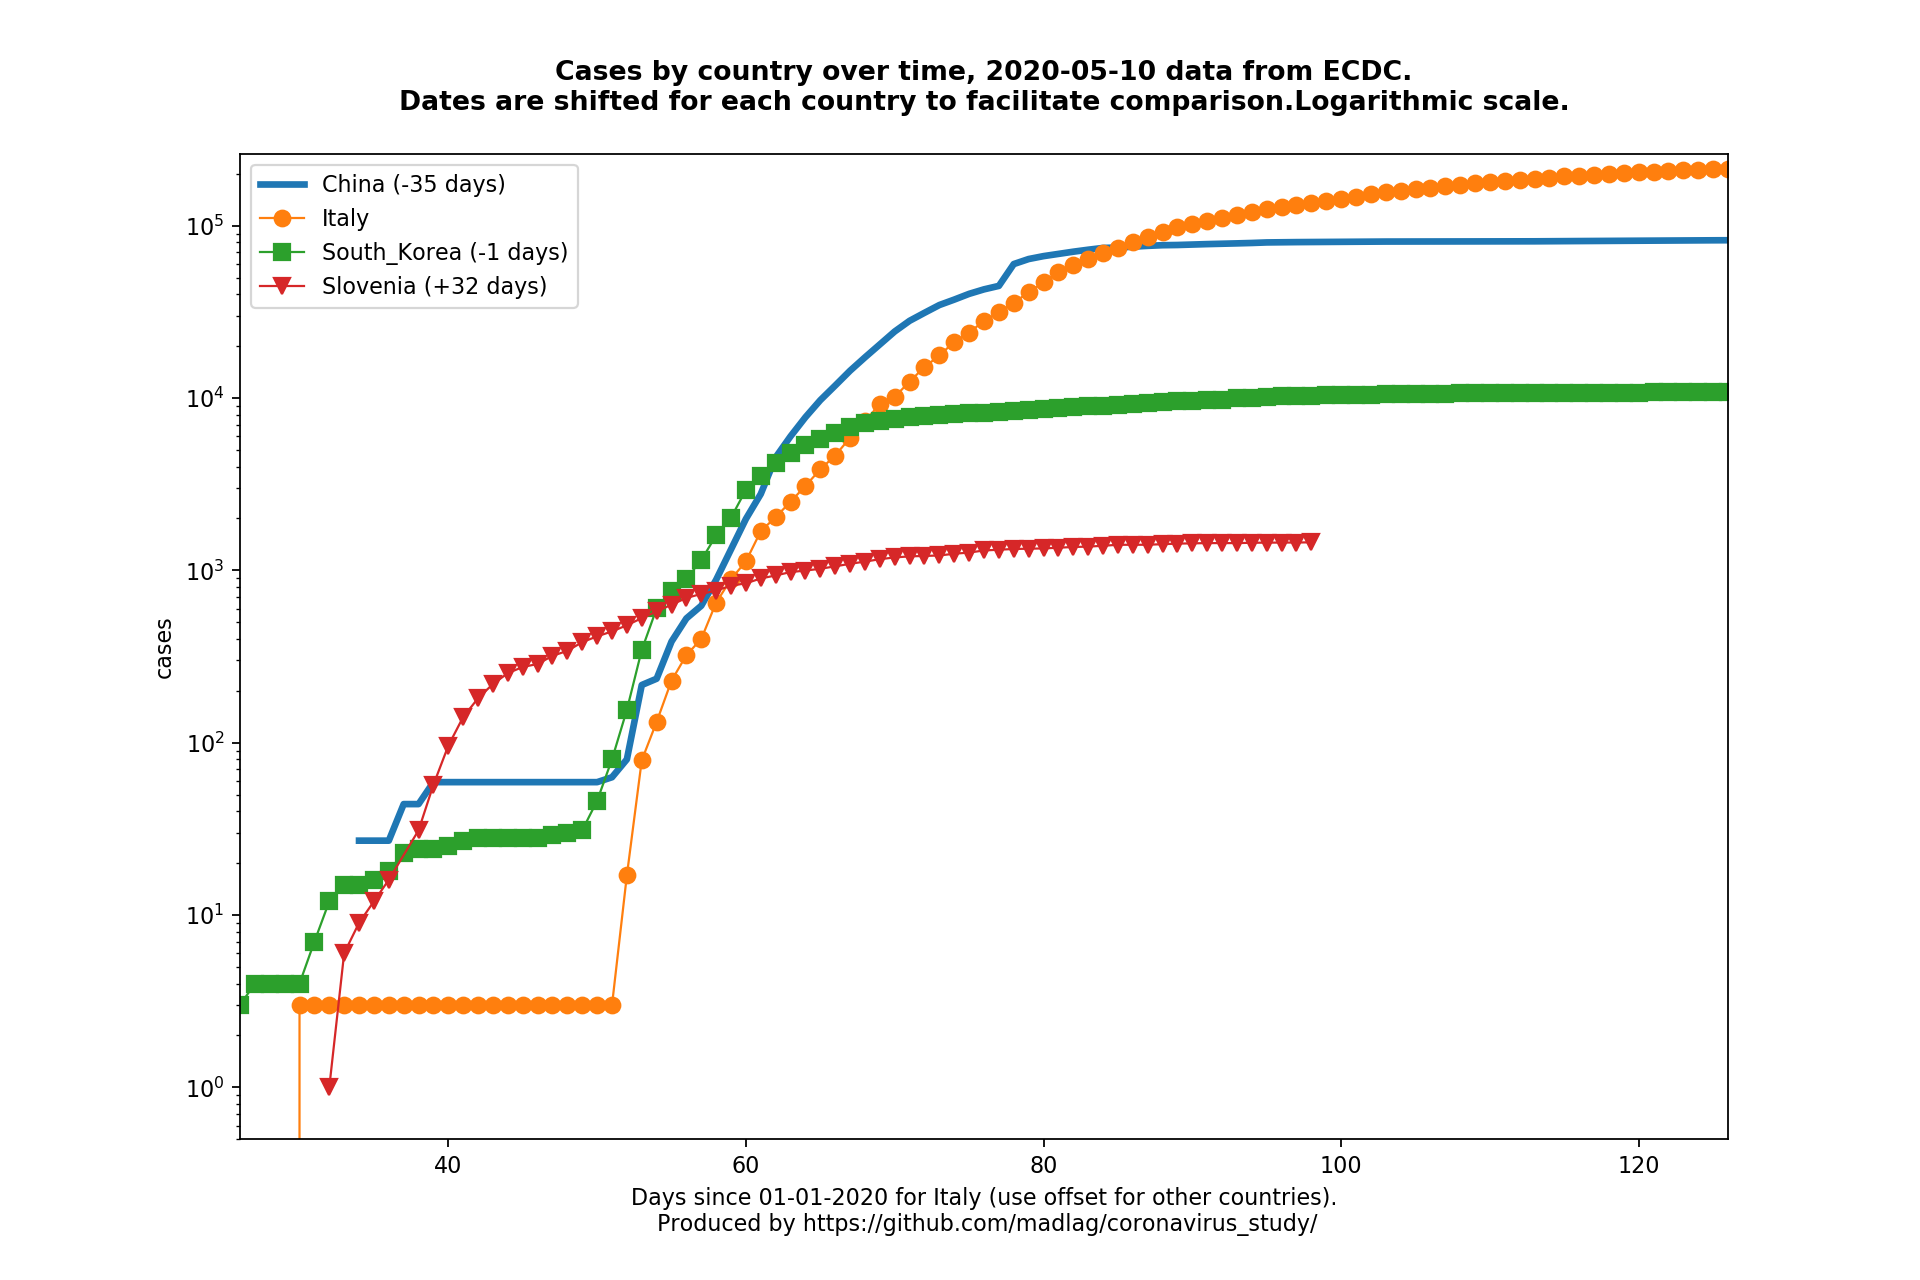 Cases by country over time, 2020-05-10 data from ECDC.
Dates are shifted for each country to facilitate comparison.Logarithmic scale.
China (-35 days)
Italy
South_Korea (-1 days)
Slovenia (+32 days)
10^5
10^4
10^3
10^2
10^1
10^0
cases
40 60 80 100 120
Days since 01-01-2020 for Italy (use offset for other countries).
Produced by https://github.com/madlag/coronavirus_study/